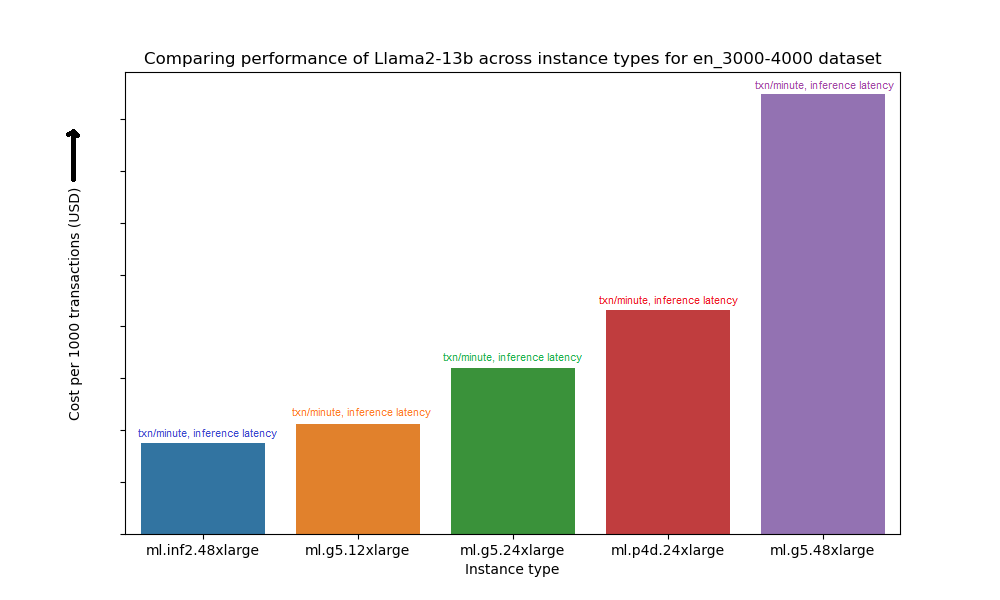 Comparing performance of Llama2-13b across instance types for en_3000-4000 dataset
Cost per 1000 transactions (USD)
txn/minute, inference latency
txn/minute, inference latency
txn/minute, inference latency
txn/minute, inference latency
txn/minute, inference latency
ml.inf2.48xlarge
ml.g5.12xlarge
ml.g5.24xlarge
ml.p4d.24xlarge
ml.g5.48xlarge
Instance type